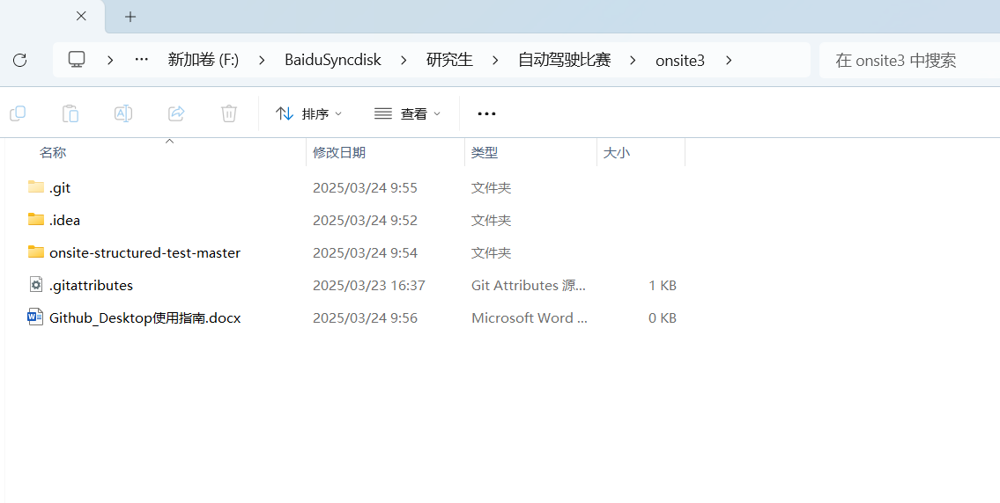 … 新加卷 (F:) BaiduSyncdisk 研究生 自动驾驶比赛 onsite3 在 onsite3 中搜索
排序 查看 …
名称 修改日期 类型 大小
.git 2025/03/24 9:55 文件夹
.idea 2025/03/24 9:52 文件夹
onsite-structured-test-master 2025/03/24 9:54 文件夹
.gitattributes 2025/03/23 16:37 Git Attributes 源... 1 KB
Github_Desktop使用指南.docx 2025/03/24 9:56 Microsoft Word ... 0 KB